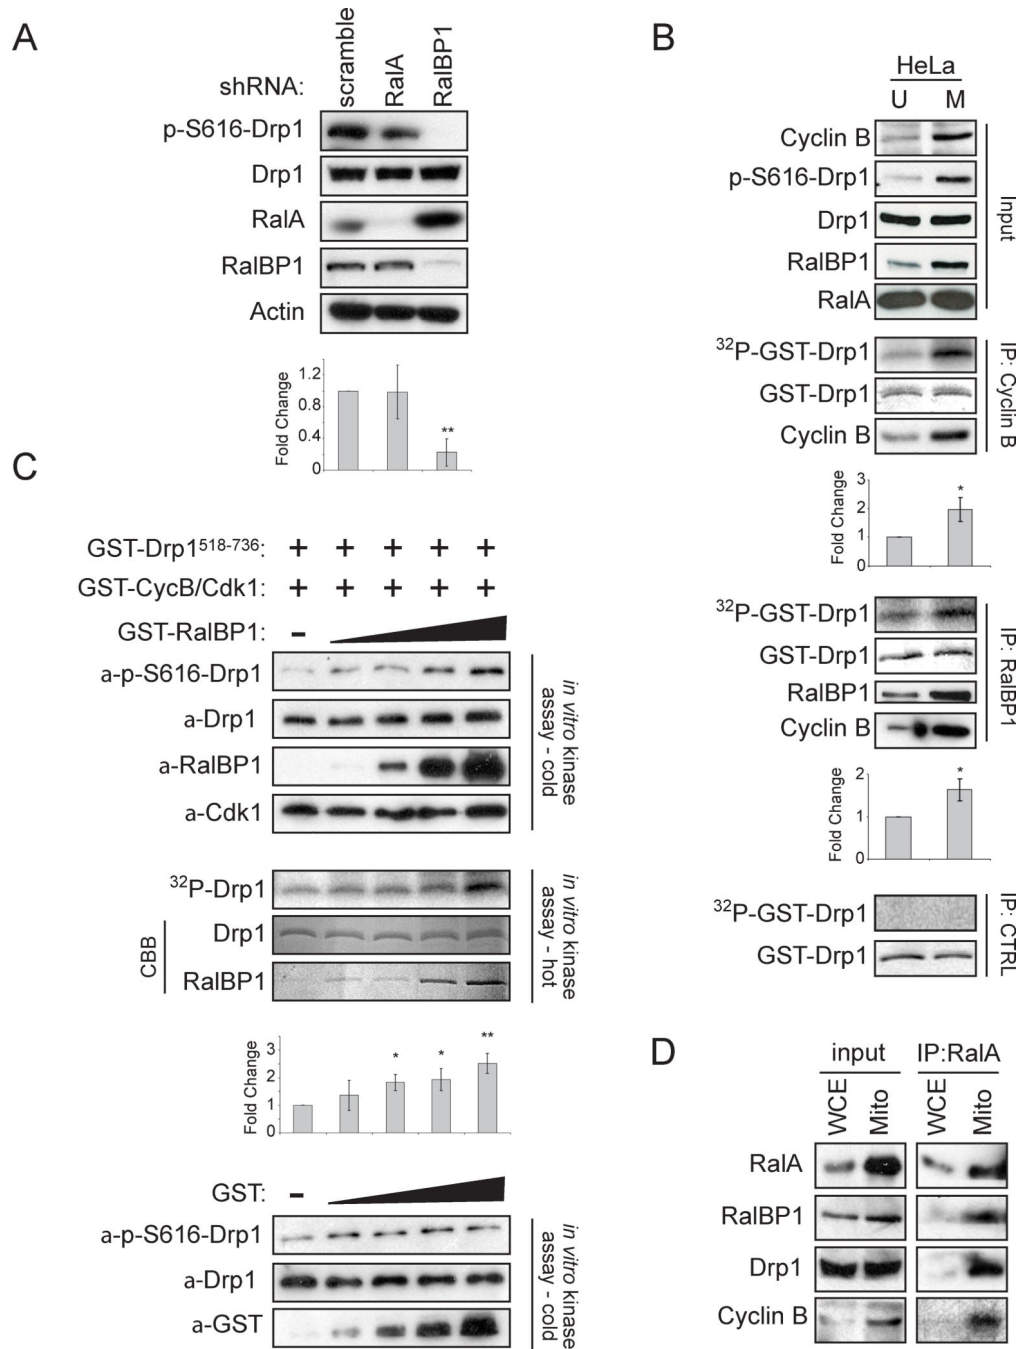 A
shRNA:
scramble
RalA
RalBP1
p-S616-Drp1
Drp1
RalA
RalBP1
Actin
Fold Change
1.2
0.8
0.4
0
**
B
HeLa
U M
Cyclin B
p-S616-Drp1
Drp1
RalBP1
RalA
Input
32P-GST-Drp1
GST-Drp1
Cyclin B
IP: Cyclin B
Fold Change
3
2
1
0
*
32P-GST-Drp1
GST-Drp1
RalBP1
Cyclin B
IP: RalBP1
Fold Change
2
1
0
*
32P-GST-Drp1
GST-Drp1
IP: CTRL
C
GST-Drp1518-736: + + + + +
GST-CycB/Cdk1: + + + + +
GST-RalBP1: –
a-p-S616-Drp1
a-Drp1
a-RalBP1
a-Cdk1
in vitro kinase
assay - cold
32P-Drp1
Drp1
RalBP1
CBB
in vitro kinase
assay - hot
Fold Change
3
2
1
0
* * **
GST: –
a-p-S616-Drp1
a-Drp1
a-GST
in vitro kinase
assay - cold
D
input IP:RalA
WCE
Mito
WCE
Mito
RalA
RalBP1
Drp1
Cyclin B